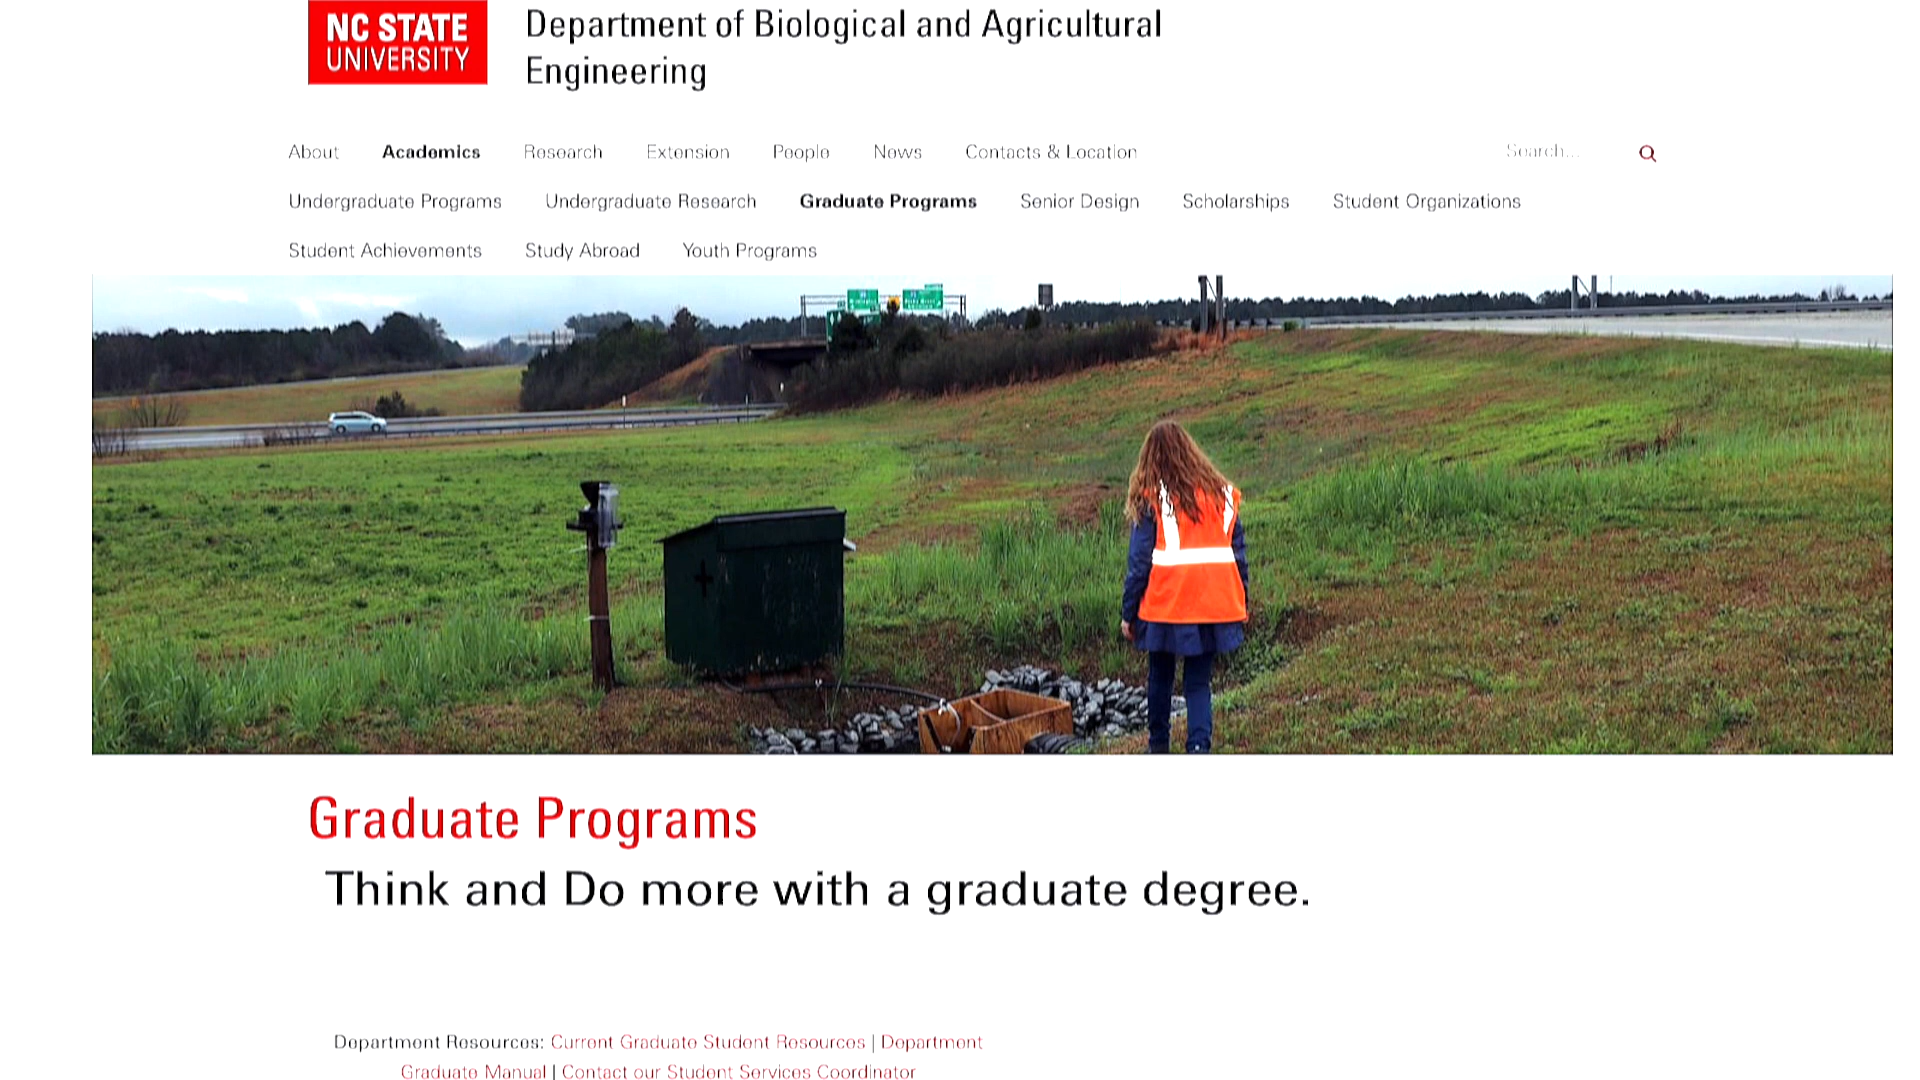 NC STATE
UNIVERSITY
Department of Biological and Agricultural
Engineering
About Academics Research Extension People News Contacts & Location
Search...
Undergraduate Programs Undergraduate Research Graduate Programs Senior Design Scholarships Student Organizations
Student Achievements Study Abroad Youth Programs
Graduate Programs
Think and Do more with a graduate degree.
Department Resources: Current Graduate Student Resources | Department
Graduate Manual | Contact our Student Services Coordinator